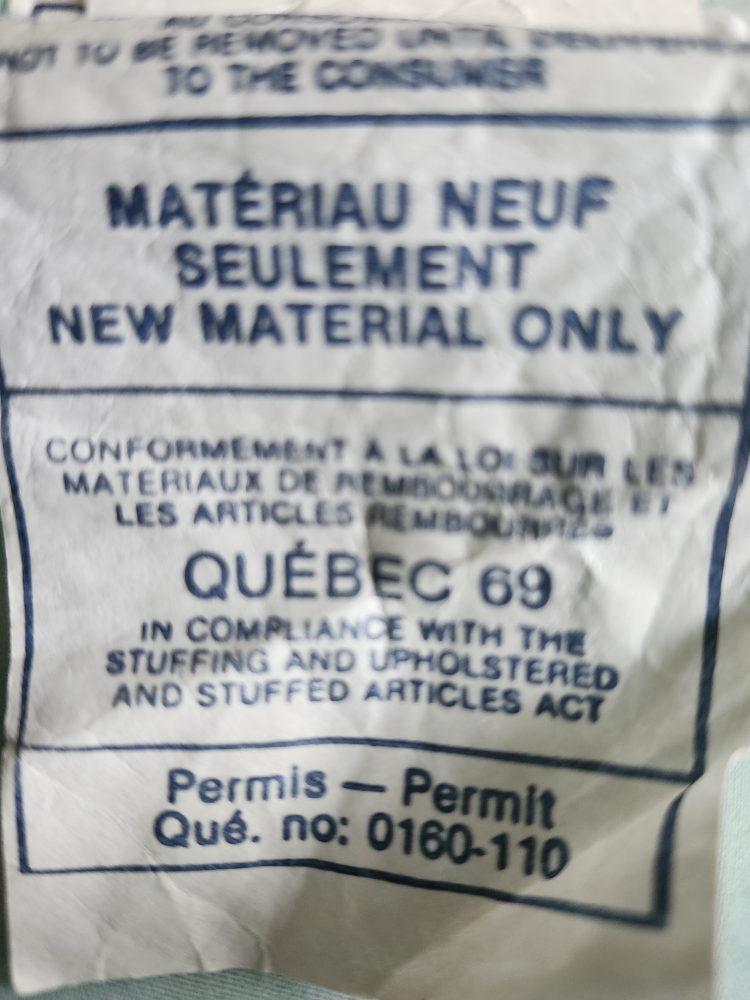 NOT TO BE REMOVED UNTIL
TO THE CONSUMER
MATÉRIAU NEUF
SEULEMENT
NEW MATERIAL ONLY
CONFORMEMENT À LA LOI SUR LES
MATERIAUX DE REMBOURRAGE ET
LES ARTICLES REMBOURRES
QUÉBEC 69
IN COMPLIANCE WITH THE
STUFFING AND UPHOLSTERED
AND STUFFED ARTICLES ACT
Permis — Permit
Qué. no: 0160-110